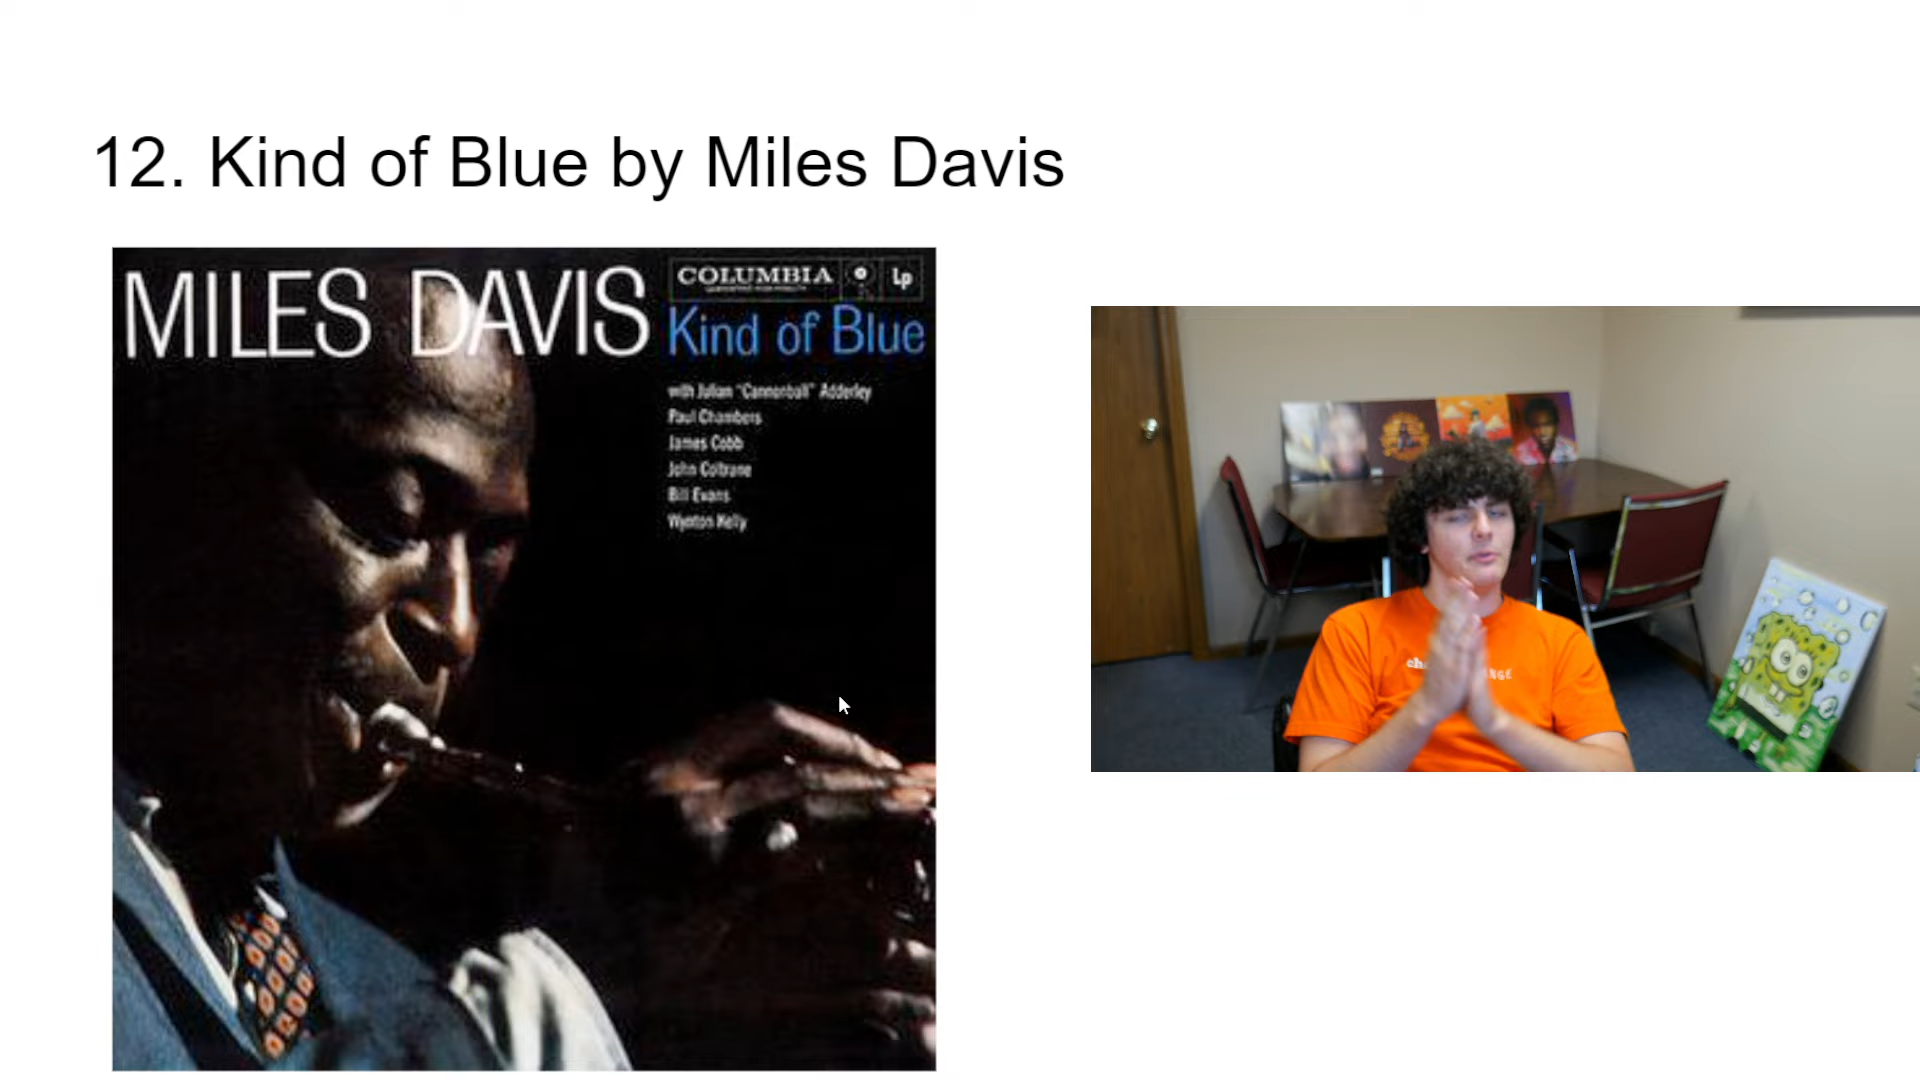 12. Kind of Blue by Miles Davis
MILES DAVIS
COLUMBIA
Lp
Kind of Blue
with Julian "Cannonball" Adderley
Paul Chambers
James Cobb
John Coltrane
Bill Evans
Wynton Kelly